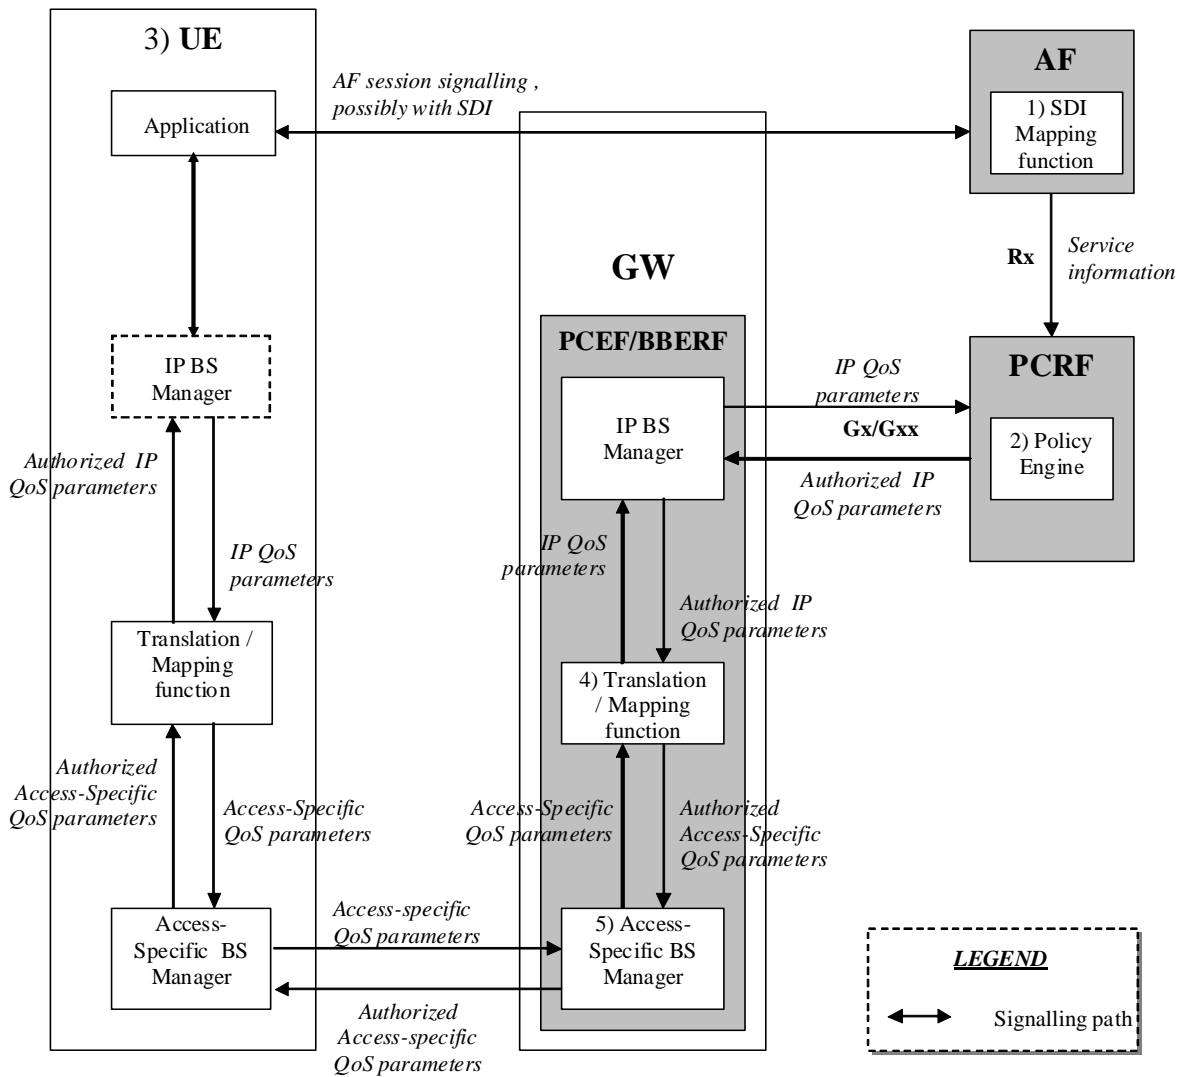 3) UE
Application
AF session signalling ,
possibly with SDI
AF
1) SDI
Mapping
function
Rx
Service
information
GW
PCEF/BBERF
IP BS
Manager
IP BS
Manager
IP QoS
parameters
Gx/Gxx
Authorized IP
QoS parameters
PCRF
2) Policy
Engine
Authorized IP
QoS parameters
IP QoS
parameters
IP QoS
parameters
Authorized IP
QoS parameters
Translation /
Mapping
function
4) Translation
/ Mapping
function
Authorized
Access-Specific
QoS parameters
Access-Specific
QoS parameters
Access-Specific
QoS parameters
Authorized
Access-Specific
QoS parameters
Access-
Specific BS
Manager
Access-specific
QoS parameters
5) Access-
Specific BS
Manager
Authorized
Access-specific
QoS parameters
LEGEND
Signalling path